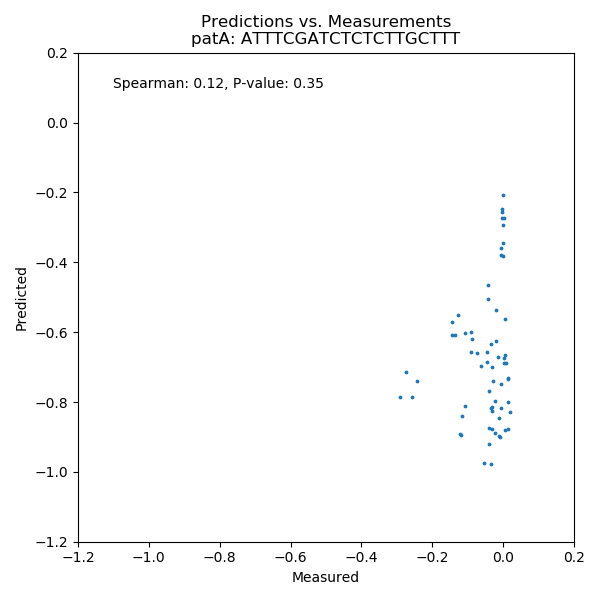 Predictions vs. Measurements
patA: ATTTCGATCTCTCTTGCTTT
Spearman: 0.12, P-value: 0.35
0.2
0.0
−0.2
−0.4
−0.6
−0.8
−1.0
−1.2
Predicted
−1.2 −1.0 −0.8 −0.6 −0.4 −0.2 0.0 0.2
Measured